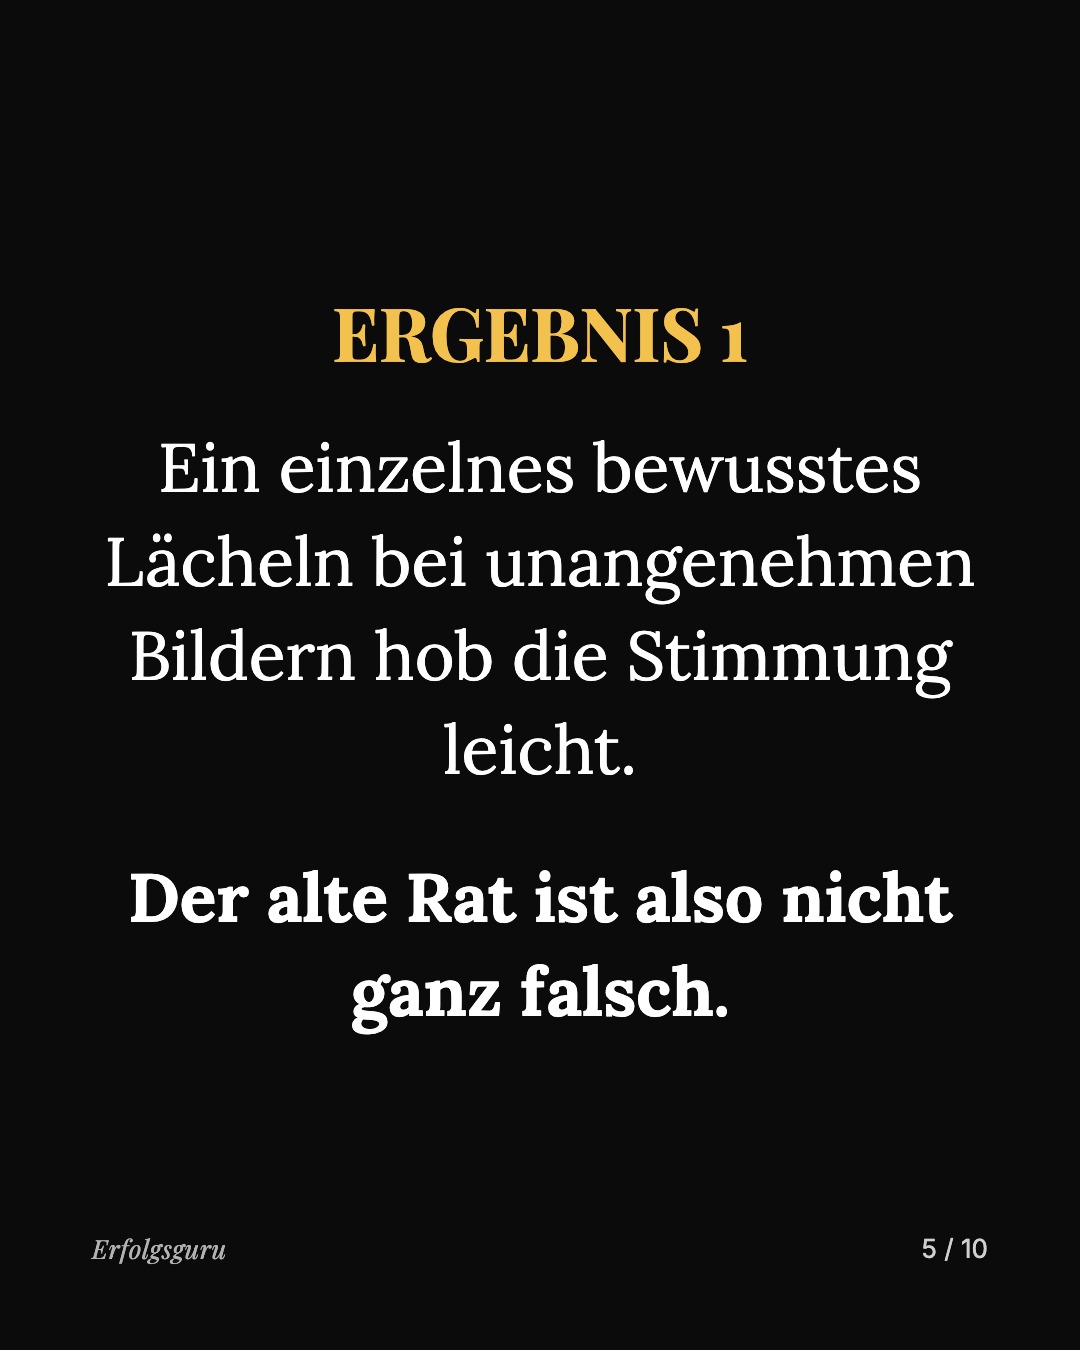 ERGEBNIS 1
Ein einzelnes bewusstes
Lächeln bei unangenehmen
Bildern hob die Stimmung
leicht.
Der alte Rat ist also nicht
ganz falsch.
Erfolgsguru
5 / 10